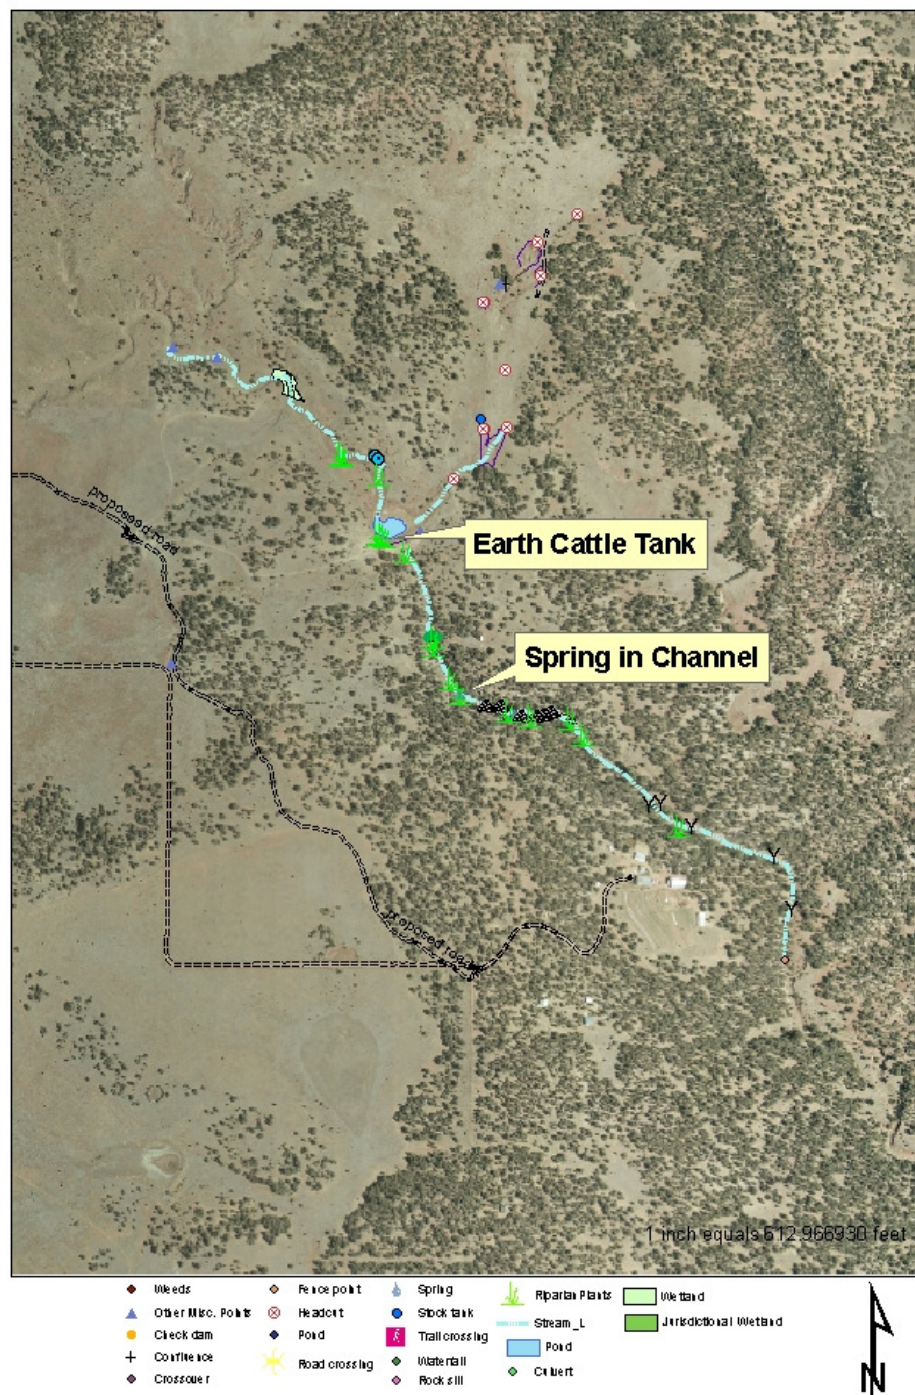 proposeed road
Earth Cattle Tank
Spring in Channel
Y
Y
Y
Y
Y
proposed road
1 inch equals 612.966930 feet
Weeds
Other Misc. Points
Check dam
Confluence
Crossover
Fence point
Headcut
Pond
Road crossing
Spring
Stock tank
Trail crossing
Waterfall
Rock sill
Riparian Plants
Stream_L
Pond
Culvert
Wetland
Jurisdictional Wetland
N